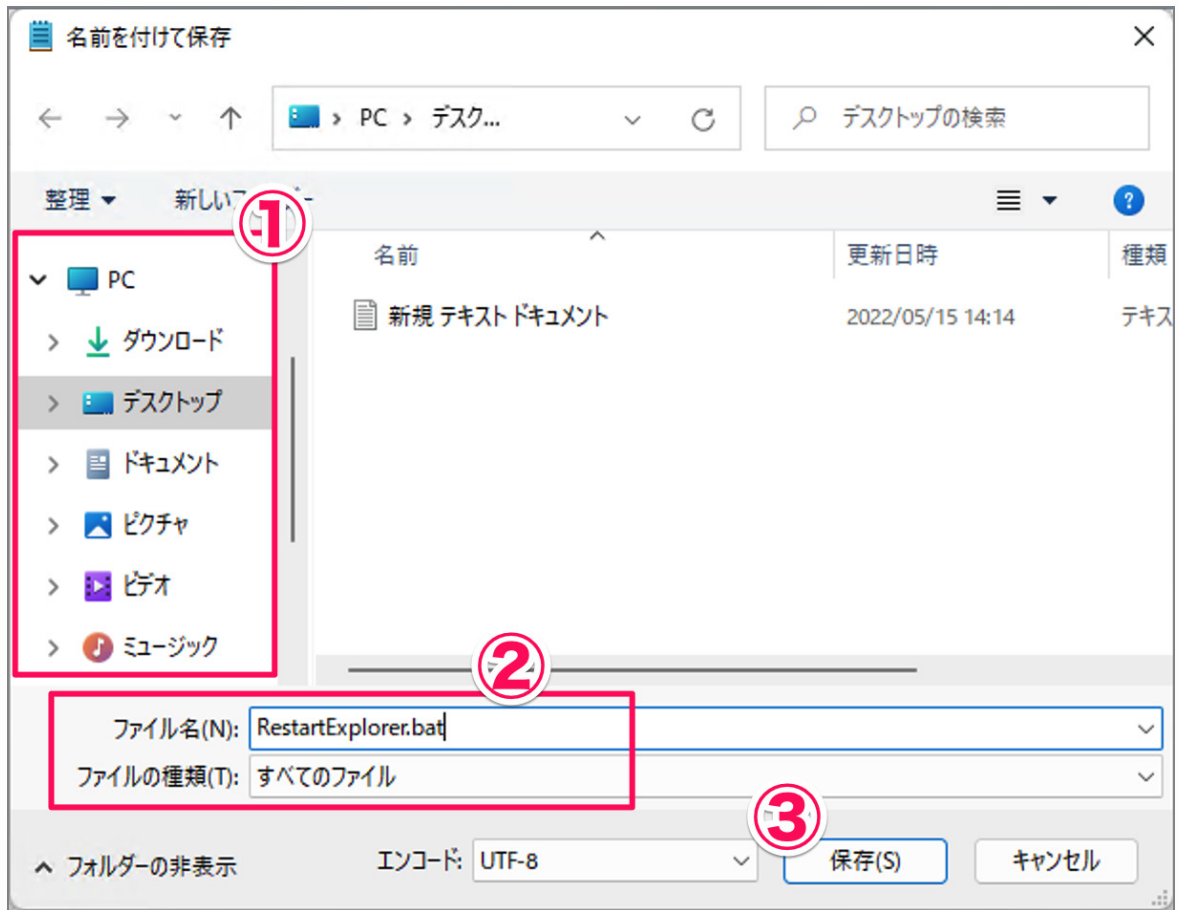 名前を付けて保存
PC › デスク...
デスクトップの検索
整理
新しい
①
名前
更新日時
種類
PC
新規 テキスト ドキュメント
2022/05/15 14:14
テキス
ダウンロード
デスクトップ
ドキュメント
ピクチャ
ビデオ
ミュージック
②
ファイル名(N): RestartExplorer.bat
ファイルの種類(T): すべてのファイル
③
フォルダーの非表示
エンコード: UTF-8
保存(S)
キャンセル